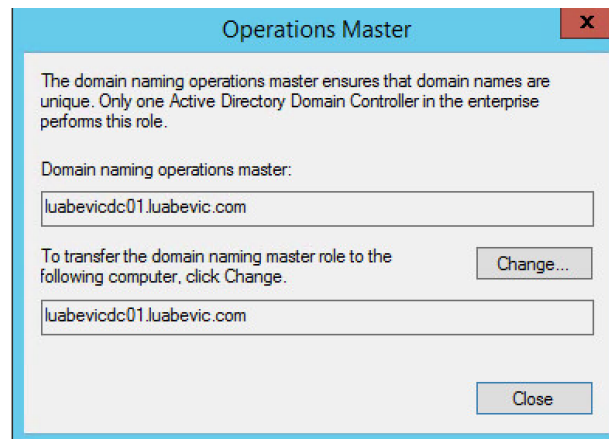 Operations Master
x
The domain naming operations master ensures that domain names are
unique. Only one Active Directory Domain Controller in the enterprise
performs this role.
Domain naming operations master:
luabevicdc01.luabevic.com
To transfer the domain naming master role to the
following computer, click Change.
Change...
luabevicdc01.luabevic.com
Close